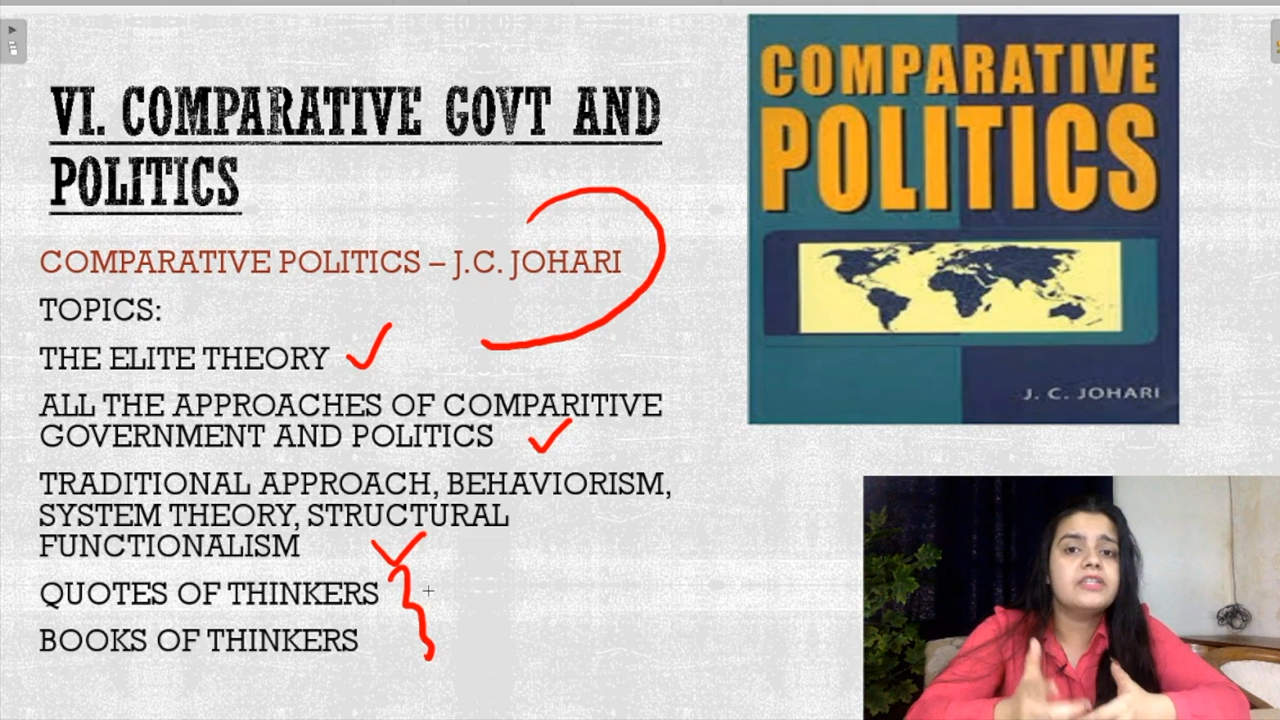 VI. COMPARATIVE GOVT AND
POLITICS
COMPARATIVE POLITICS – J.C. JOHARI
TOPICS:
THE ELITE THEORY
ALL THE APPROACHES OF COMPARITIVE
GOVERNMENT AND POLITICS
TRADITIONAL APPROACH, BEHAVIORISM,
SYSTEM THEORY, STRUCTURAL
FUNCTIONALISM
QUOTES OF THINKERS
BOOKS OF THINKERS
COMPARATIVE
POLITICS
J. C. JOHARI